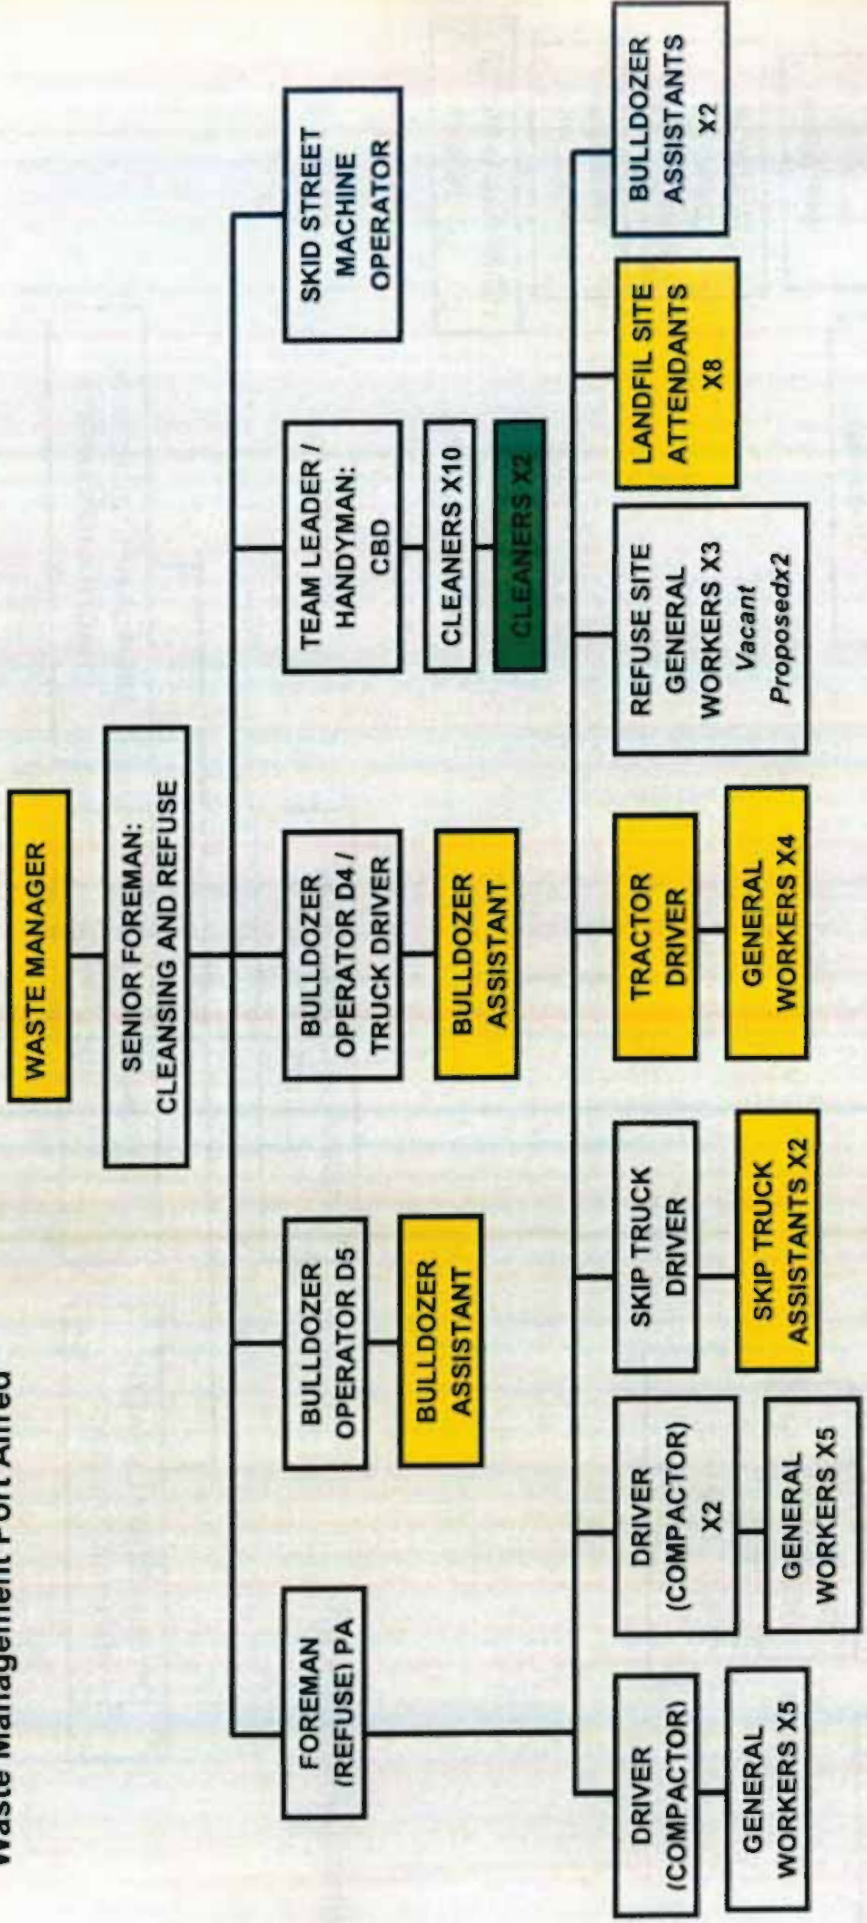 Waste Management Port Alfred
WASTE MANAGER
SENIOR FOREMAN:
CLEANSING AND REFUSE
FOREMAN
(REFUSE) PA
BULLDOZER
OPERATOR D5
BULLDOZER
ASSISTANT
BULLDOZER
OPERATOR D4 /
TRUCK DRIVER
BULLDOZER
ASSISTANT
TEAM LEADER /
HANDYMAN:
CBD
CLEANERS X10
CLEANERS X2
SKID STREET
MACHINE
OPERATOR
DRIVER
(COMPACTOR)
GENERAL
WORKERS X5
DRIVER
(COMPACTOR)
X2
GENERAL
WORKERS X5
SKIP TRUCK
DRIVER
SKIP TRUCK
ASSISTANTS X2
TRACTOR
DRIVER
GENERAL
WORKERS X4
REFUSE SITE
GENERAL
WORKERS X3
Vacant
Proposedx2
LANDFIL SITE
ATTENDANTS
X8
BULLDOZER
ASSISTANTS
X2